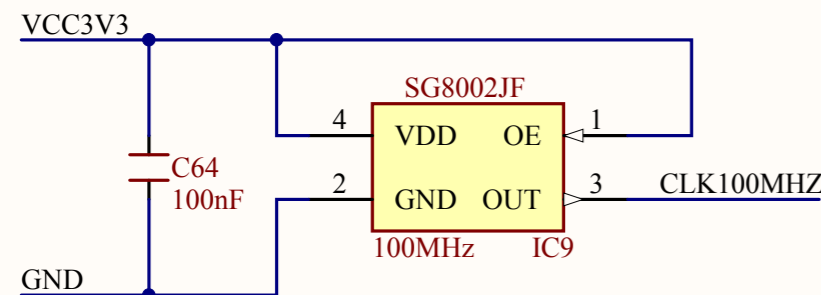 VCC3V3
SG8002JF
4 VDD OE 1
C64
100nF
2 GND OUT 3 CLK100MHZ
100MHz IC9
GND